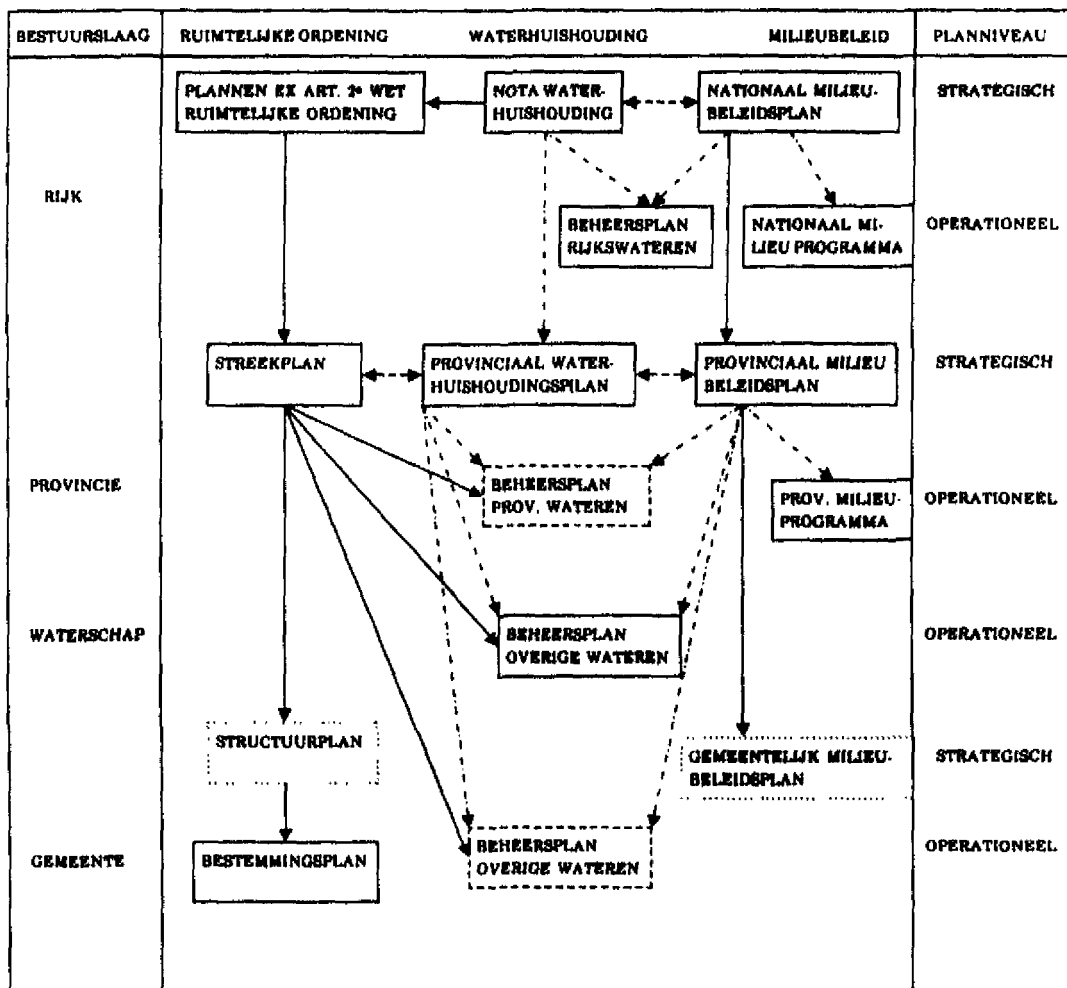 BESTUURSLAAG RUIMTELIJKE ORDENING WATERHUISHOUDING MILIEUBELEID PLANNIVEAU
PLANNEN EX ART. 2ª WET
RUIMTELIJKE ORDENING
NOTA WATER-
HUISHOUDING
NATIONAAL MILIEU-
BELEIDSPLAN
STRATEGISCH
RIJK
BEHEERSPLAN
RIJKSWATEREN
NATIONAAL MI-
LIEU PROGRAMMA
OPERATIONEEL
STREEKPLAN
PROVINCIAAL WATER-
HUISHOUDINGSPILAN
PROVINCIAAL MILIEU
BELEIDSPLAN
STRATEGISCH
PROVINCIE
BEHEERSPLAN
PROV. WATEREN
PROV. MILIEU-
PROGRAMMA
OPERATIONEEL
WATERSCHAP
BEHEERSPLAN
OVERIGE WATEREN
OPERATIONEEL
STRUCTUURPLAN
GEMEENTELIJK MILIEU-
BELEIDSPLAN
STRATEGISCH
GEMEENTE
BESTEMMINGSPLAN
BEHEERSPLAN
OVERIGE WATEREN
OPERATIONEEL